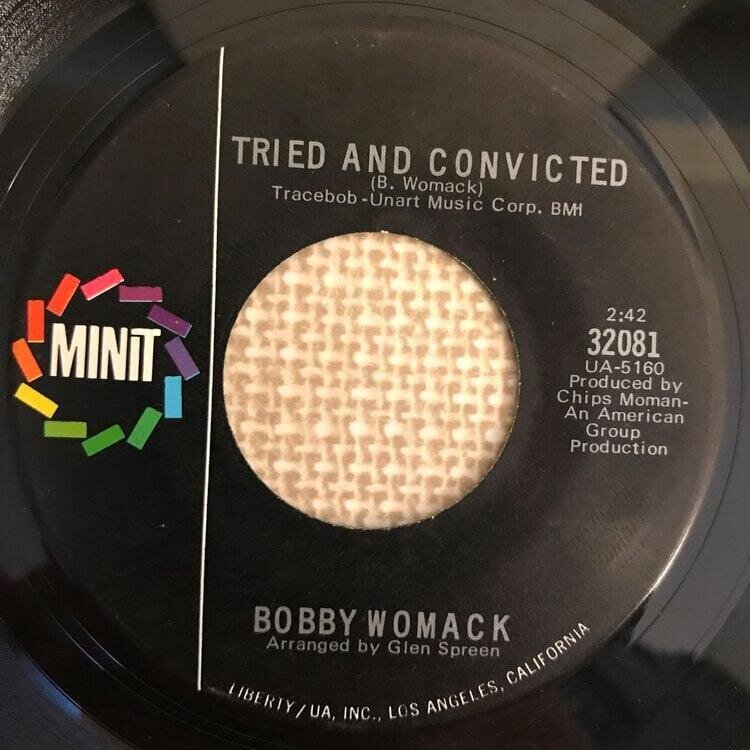 TRIED AND CONVICTED
(B. Womack)
Tracebob-Unart Music Corp. BMI
MINIT
2:42
32081
UA-5160
Produced by
Chips Moman-
An American
Group
Production
BOBBY WOMACK
Arranged by Glen Spreen
LIBERTY/UA, INC., LOS ANGELES, CALIFORNIA